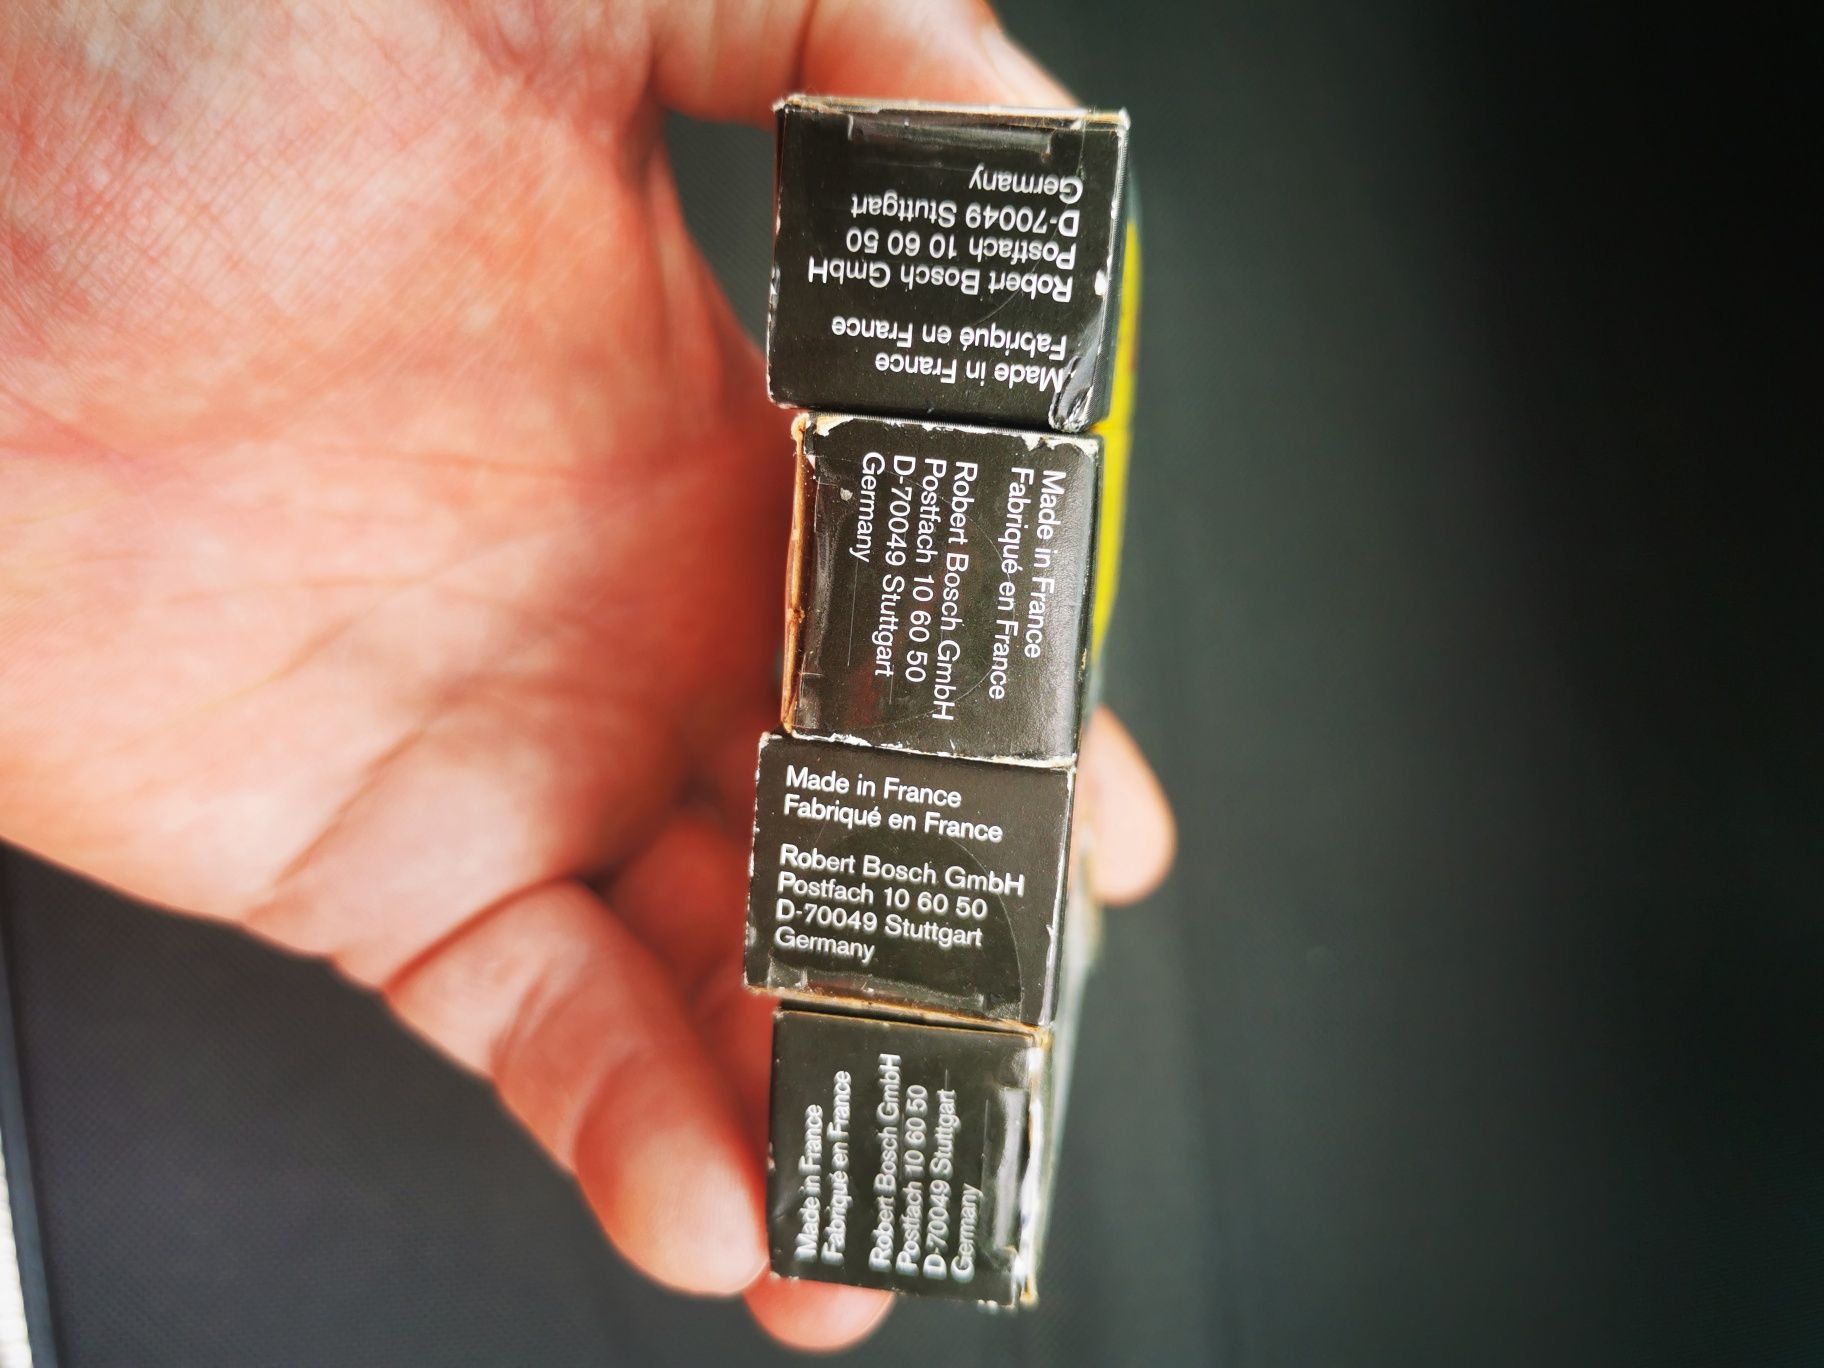 Made in France
Fabriqué en France
Robert Bosch GmbH
Postfach 10 60 50
D-70049 Stuttgart
Germany
Made in France
Fabriqué en France
Robert Bosch GmbH
Postfach 10 60 50
D-70049 Stuttgart
Germany
Made in France
Fabriqué en France
Robert Bosch GmbH
Postfach 10 60 50
D-70049 Stuttgart
Germany
Made in France
Fabriqué en France
Robert Bosch GmbH
Postfach 10 60 50
D-70049 Stuttgart
Germany